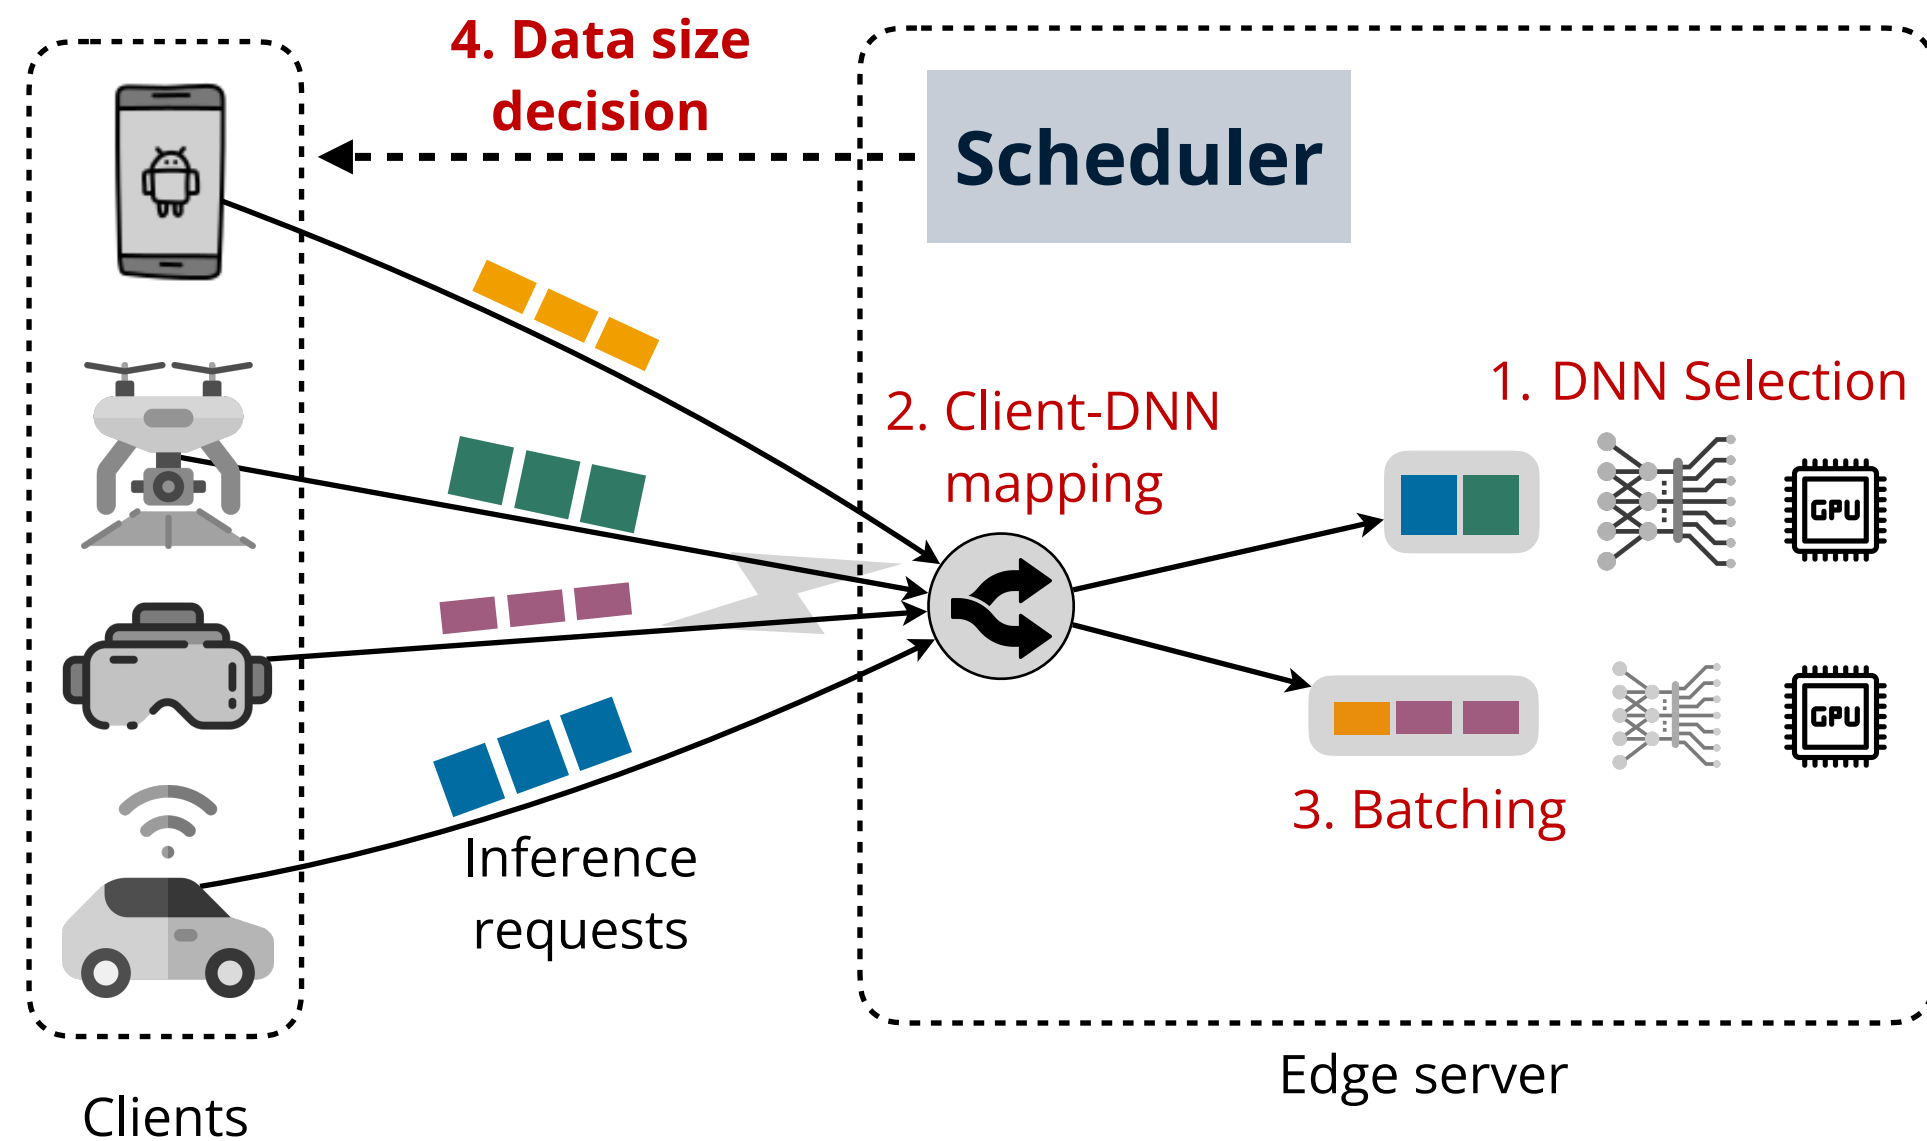 4. Data size
decision
Scheduler
1. DNN Selection
2. Client-DNN
mapping
GPU
GPU
3. Batching
Inference
requests
Edge server
Clients